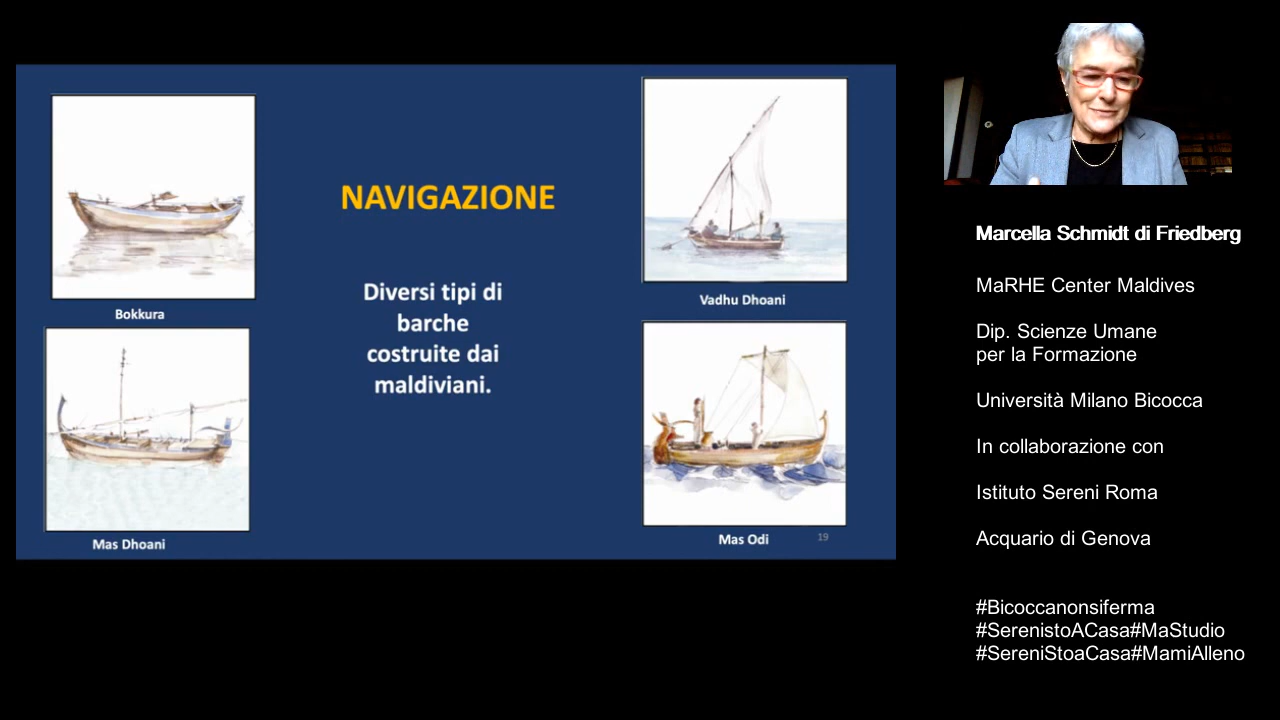 NAVIGAZIONE
Diversi tipi di
barche
costruite dai
maldiviani.
Bokkura
Vadhu Dhoani
Mas Dhoani
Mas Odi
19
Marcella Schmidt di Friedberg
MaRHE Center Maldives
Dip. Scienze Umane
per la Formazione
Università Milano Bicocca
In collaborazione con
Istituto Sereni Roma
Acquario di Genova
#Bicoccanonsiferma
#SerenistoACasa#MaStudio
#SereniStoaCasa#MamiAlleno